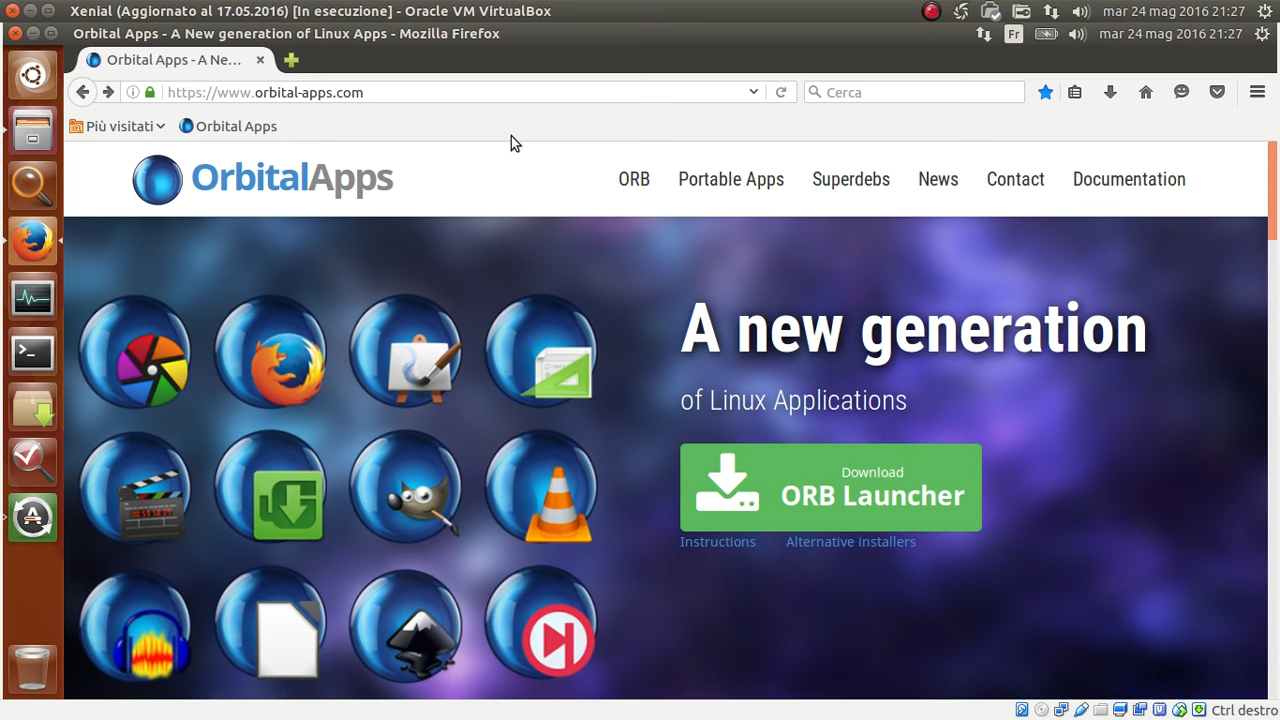 Xenial (Aggiornato al 17.05.2016) [In esecuzione] - Oracle VM VirtualBox
mar 24 mag 2016 21:27
Orbital Apps - A New generation of Linux Apps - Mozilla Firefox
Fr
mar 24 mag 2016 21:27
Orbital Apps - A Ne...
https://www.orbital-apps.com
Cerca
Più visitati
Orbital Apps
OrbitalApps
ORB
Portable Apps
Superdebs
News
Contact
Documentation
A new generation
of Linux Applications
Download
ORB Launcher
Instructions
Alternative installers
Ctrl destro